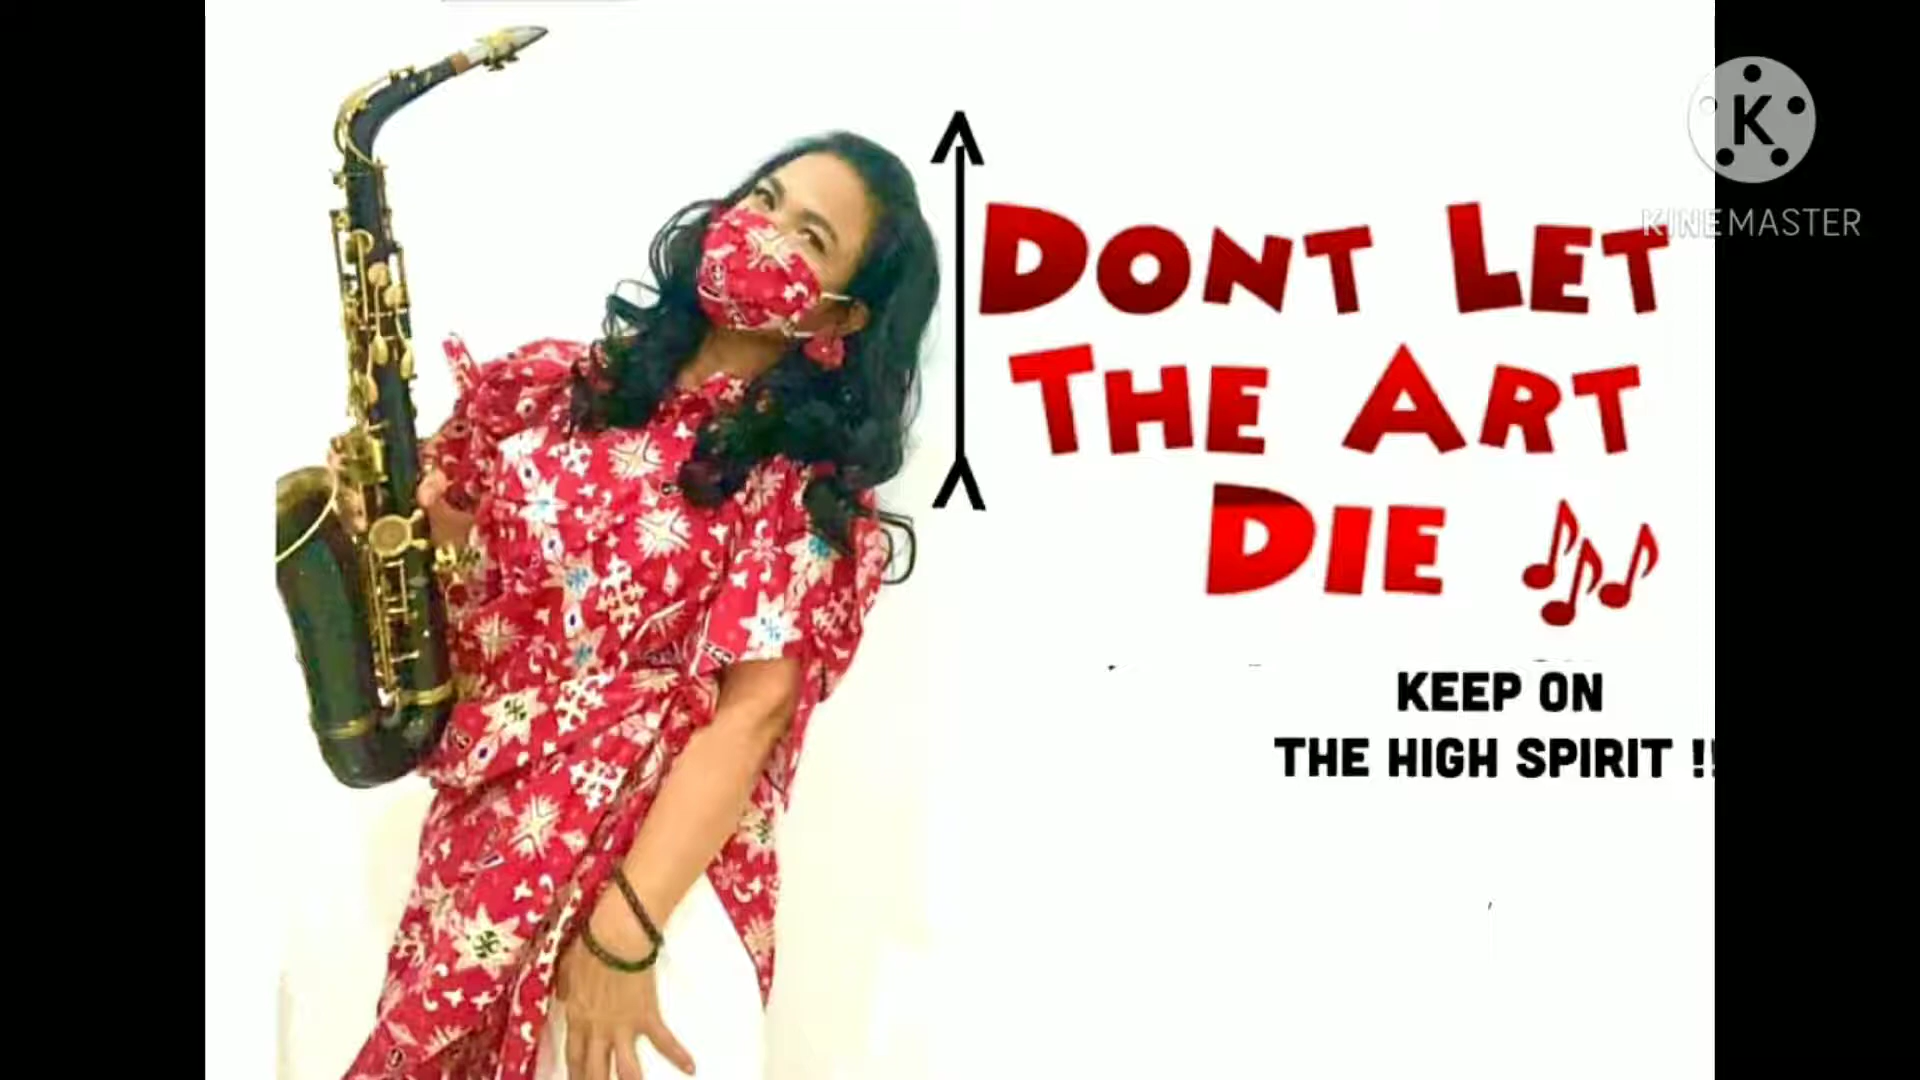 DONT LET
THE ART
DIE
KEEP ON
THE HIGH SPIRIT !!
K
KINEMASTER